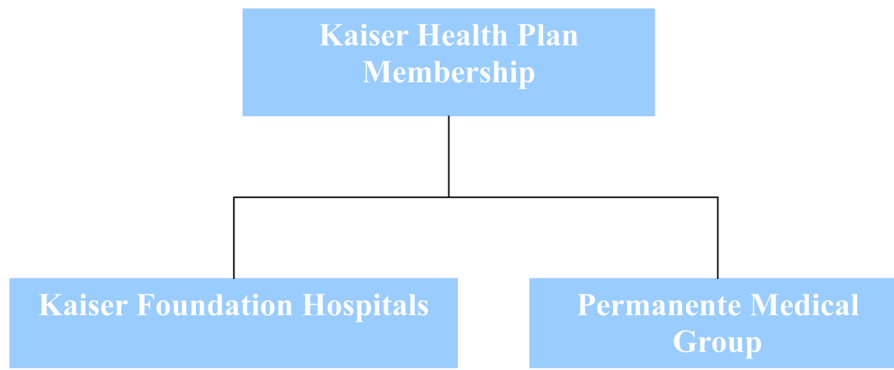 Kaiser Health Plan
Membership
Kaiser Foundation Hospitals
Permanente Medical
Group